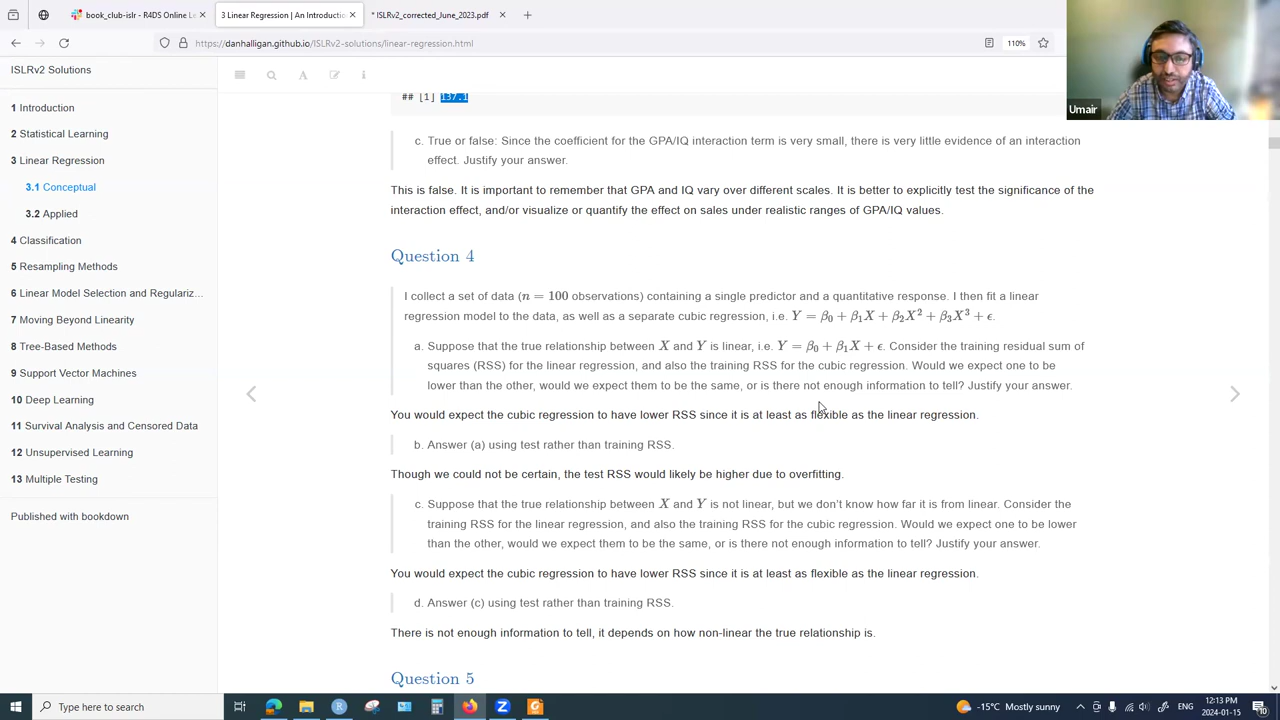 book_club-islr - R4DS Online Le
3 Linear Regression | An Introduction
* ISLRv2_corrected_June_2023.pdf
https://danhalligan.github.io/ISLRv2-solutions/linear-regression.html
110%
Umair
ISLRv2 Solutions
1 Introduction
2 Statistical Learning
3 Linear Regression
3.1 Conceptual
3.2 Applied
4 Classification
5 Resampling Methods
6 Linear Model Selection and Regulariz...
7 Moving Beyond Linearity
8 Tree-Based Methods
9 Support Vector Machines
10 Deep Learning
11 Survival Analysis and Censored Data
12 Unsupervised Learning
13 Multiple Testing
Published with bookdown
## [1] 137.1
c. True or false: Since the coefficient for the GPA/IQ interaction term is very small, there is very little evidence of an interaction
effect. Justify your answer.
This is false. It is important to remember that GPA and IQ vary over different scales. It is better to explicitly test the significance of the
interaction effect, and/or visualize or quantify the effect on sales under realistic ranges of GPA/IQ values.
Question 4
I collect a set of data (n = 100 observations) containing a single predictor and a quantitative response. I then fit a linear
regression model to the data, as well as a separate cubic regression, i.e. Y = β₀ + β₁X + β₂X² + β₃X³ + ϵ.
a. Suppose that the true relationship between X and Y is linear, i.e. Y = β₀ + β₁X + ϵ. Consider the training residual sum of
squares (RSS) for the linear regression, and also the training RSS for the cubic regression. Would we expect one to be
lower than the other, would we expect them to be the same, or is there not enough information to tell? Justify your answer.
You would expect the cubic regression to have lower RSS since it is at least as flexible as the linear regression.
b. Answer (a) using test rather than training RSS.
Though we could not be certain, the test RSS would likely be higher due to overfitting.
c. Suppose that the true relationship between X and Y is not linear, but we don't know how far it is from linear. Consider the
training RSS for the linear regression, and also the training RSS for the cubic regression. Would we expect one to be lower
than the other, would we expect them to be the same, or is there not enough information to tell? Justify your answer.
You would expect the cubic regression to have lower RSS since it is at least as flexible as the linear regression.
d. Answer (c) using test rather than training RSS.
There is not enough information to tell, it depends on how non-linear the true relationship is.
Question 5
Type here to search
-15°C Mostly sunny
ENG
12:13 PM
2024-01-15